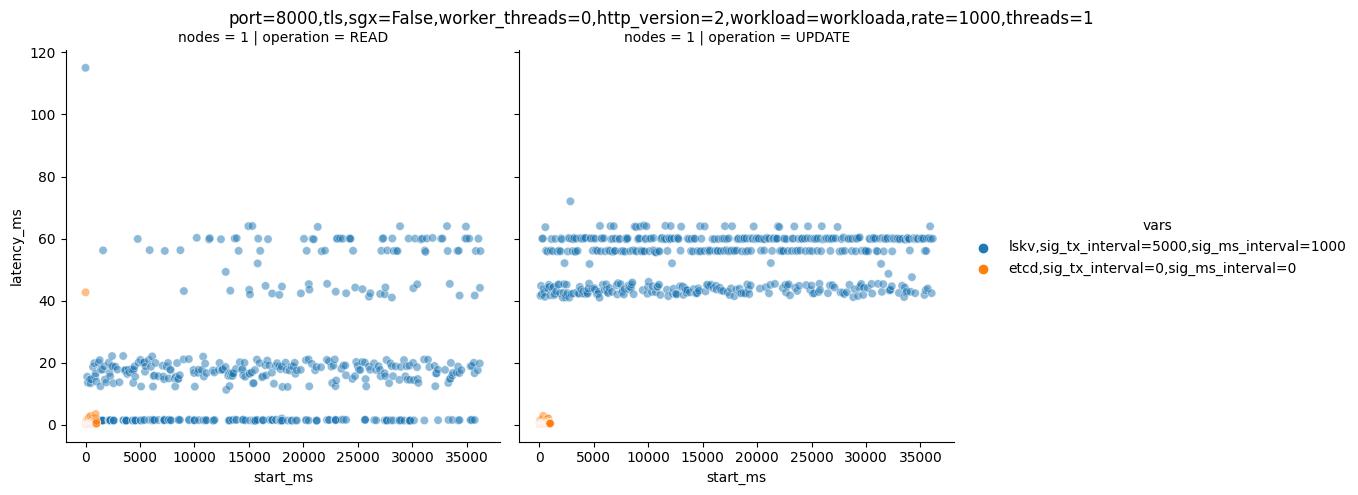 port=8000,tls,sgx=False,worker_threads=0,http_version=2,workload=workloada,rate=1000,threads=1
nodes = 1 | operation = READ
nodes = 1 | operation = UPDATE
120
100
80
60
40
20
0
latency_ms
0 5000 10000 15000 20000 25000 30000 35000
start_ms
0 5000 10000 15000 20000 25000 30000 35000
start_ms
vars
lskv,sig_tx_interval=5000,sig_ms_interval=1000
etcd,sig_tx_interval=0,sig_ms_interval=0